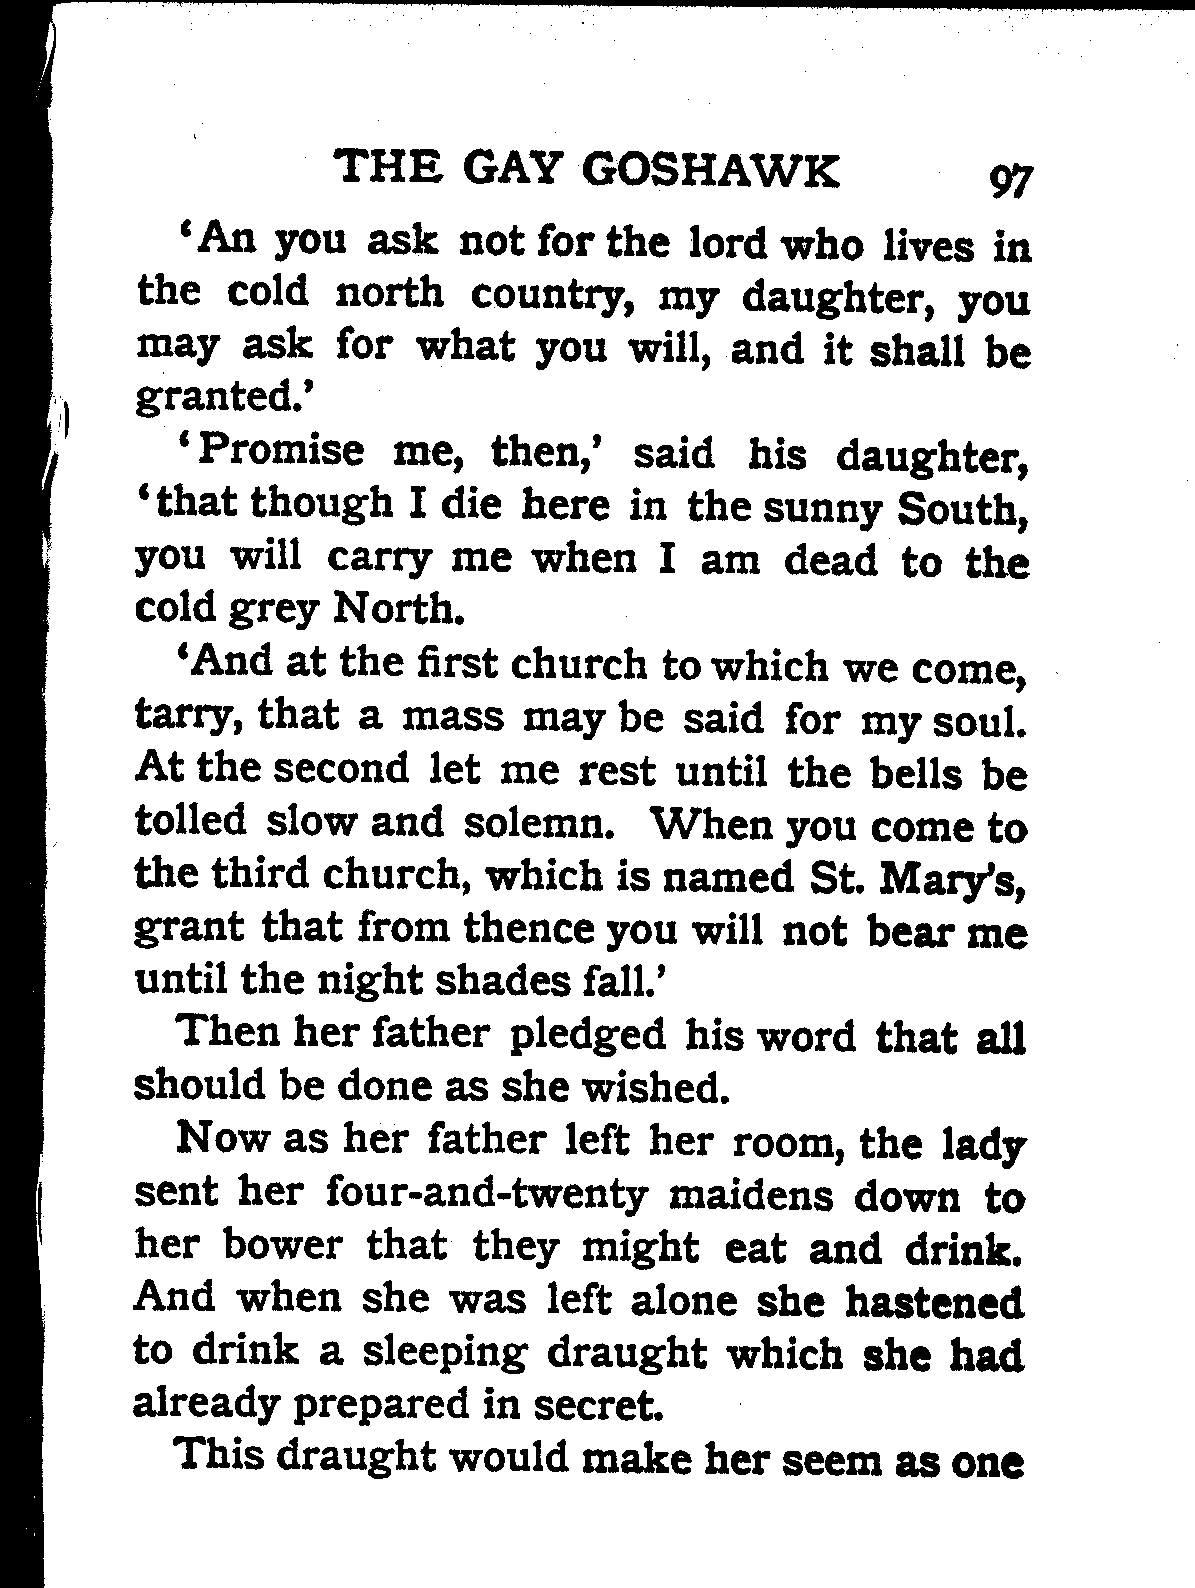 THE GAY GOSHAWK 97
‘An you ask not for the lord who lives in
the cold north country, my daughter, you
may ask for what you will, and it shall be
granted.’
‘Promise me, then,’ said his daughter,
‘that though I die here in the sunny South,
you will carry me when I am dead to the
cold grey North.
‘And at the first church to which we come,
tarry, that a mass may be said for my soul.
At the second let me rest until the bells be
tolled slow and solemn. When you come to
the third church, which is named St. Mary’s,
grant that from thence you will not bear me
until the night shades fall.’
Then her father pledged his word that all
should be done as she wished.
Now as her father left her room, the lady
sent her four-and-twenty maidens down to
her bower that they might eat and drink.
And when she was left alone she hastened
to drink a sleeping draught which she had
already prepared in secret.
This draught would make her seem as one